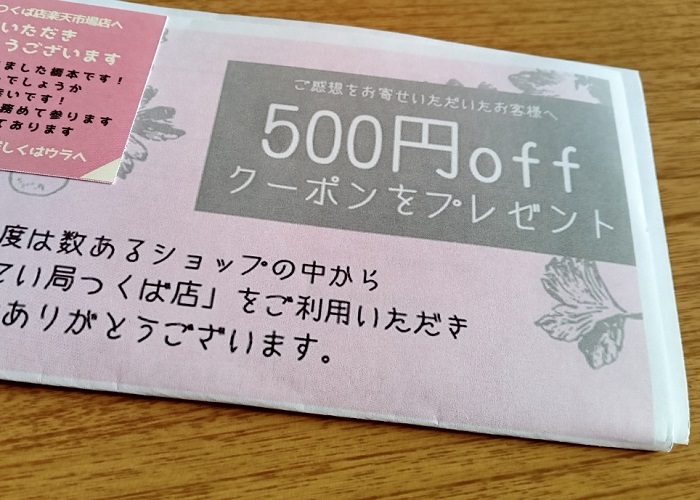 つくば店楽天市場店へ
いただき
うございます
ました橋本です！
でしょうか
幸いです！
務めて参ります
ております
しくはウラへ
ご感想をお寄せいただいたお客様へ
500円off
クーポンをプレゼント
度は数あるショップの中から
てい局つくば店」をご利用いただき
ありがとうございます。